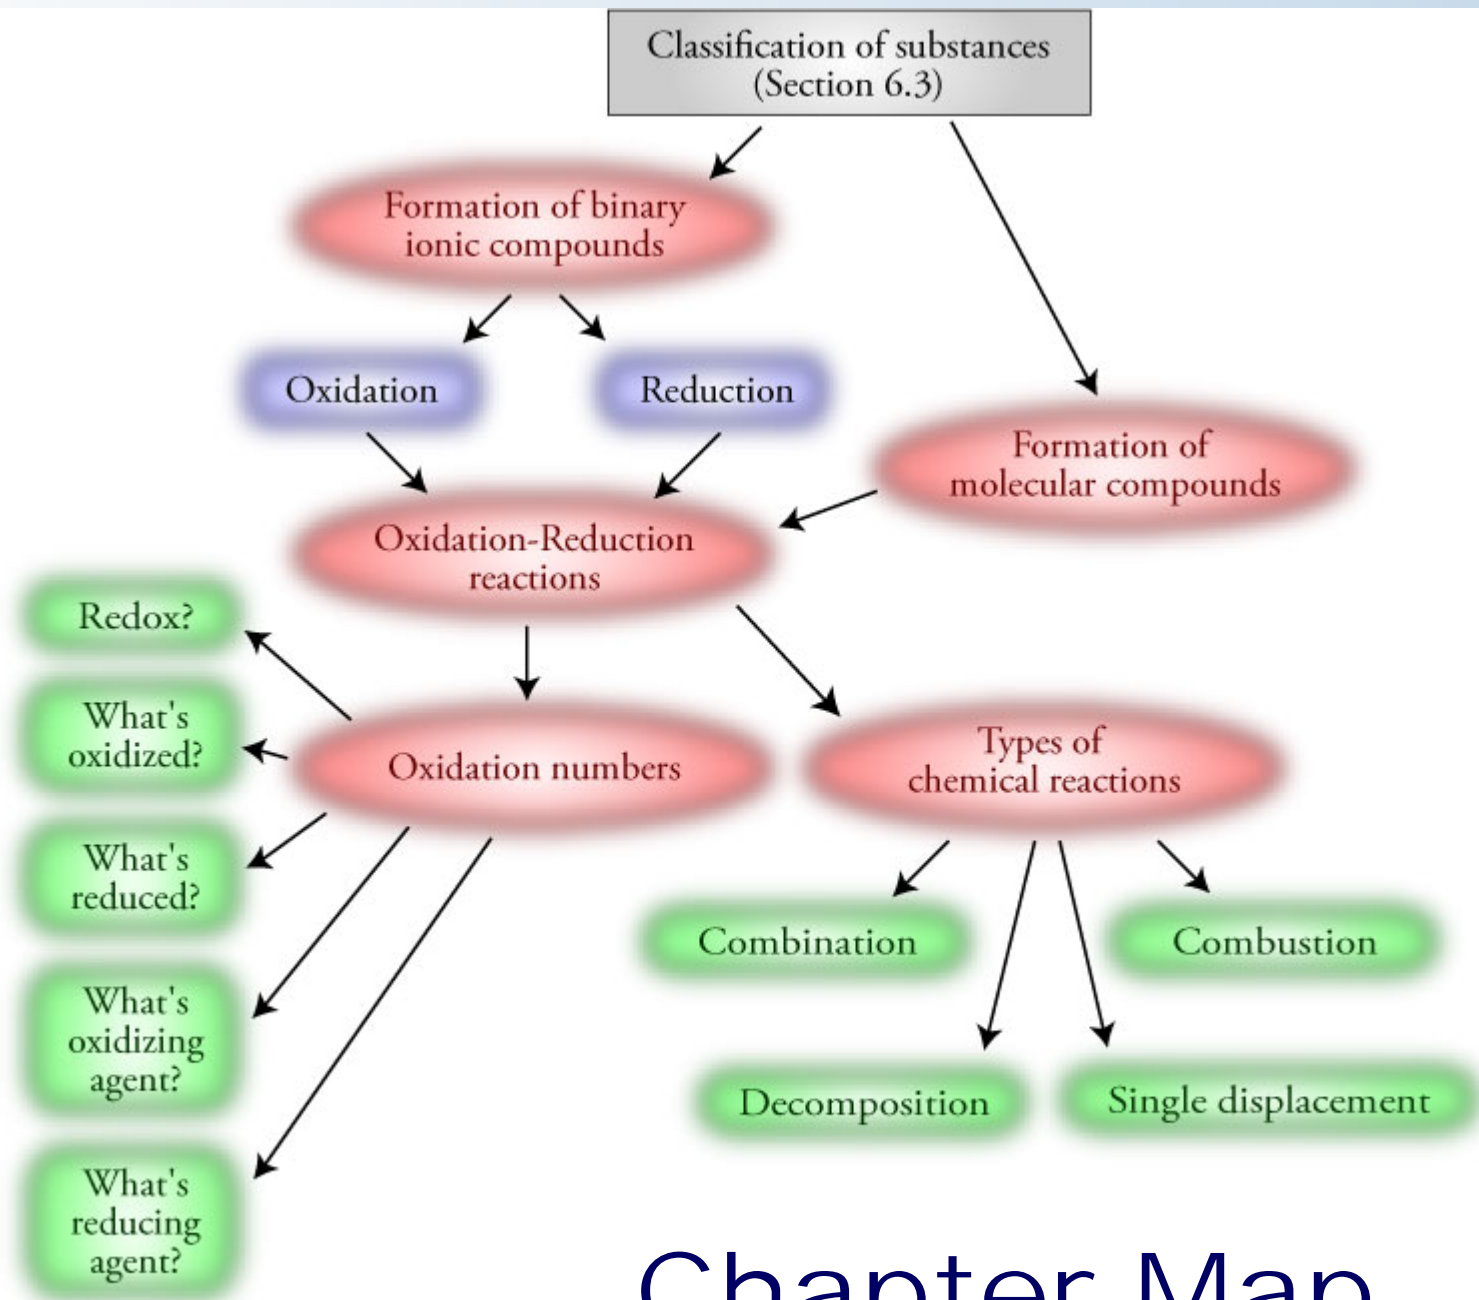 Classification of substances
(Section 6.3)
Formation of binary
ionic compounds
Oxidation
Reduction
Formation of
molecular compounds
Oxidation-Reduction
reactions
Redox?
What's
oxidized?
Oxidation numbers
Types of
chemical reactions
What's
reduced?
Combination
Combustion
What's
oxidizing
agent?
Decomposition
Single displacement
What's
reducing
agent?
Chapter Map